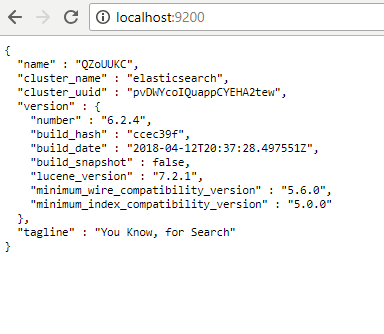 localhost:9200
{
  "name" : "QZoUUKC",
  "cluster_name" : "elasticsearch",
  "cluster_uuid" : "pvDWYcoIQuappCYEHA2tew",
  "version" : {
    "number" : "6.2.4",
    "build_hash" : "ccec39f",
    "build_date" : "2018-04-12T20:37:28.497551Z",
    "build_snapshot" : false,
    "lucene_version" : "7.2.1",
    "minimum_wire_compatibility_version" : "5.6.0",
    "minimum_index_compatibility_version" : "5.0.0"
  },
  "tagline" : "You Know, for Search"
}